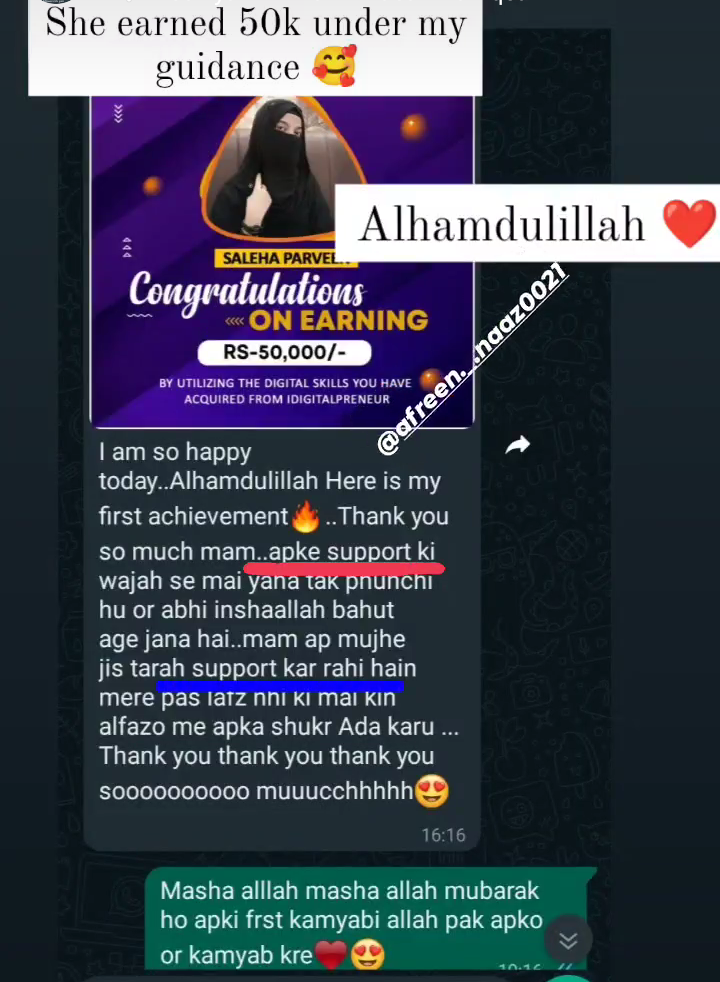 She earned 50k under my
guidance 🥰
Alhamdulillah ❤️
SALEHA PARVEE
Congratulations
ON EARNING
RS-50,000/-
BY UTILIZING THE DIGITAL SKILLS YOU HAVE
ACQUIRED FROM IDIGITALPRENEUR
@afreen._.naaz0021
I am so happy
today..Alhamdulillah Here is my
first achievement🔥..Thank you
so much mam..apke support ki
wajah se mai yaha tak phunchi
hu or abhi inshaallah bahut
age jana hai..mam ap mujhe
jis tarah support kar rahi hain
mere pas lafz nhi ki mai kin
alfazo me apka shukr Ada karu ...
Thank you thank you thank you
soooooooooo muuucchhhhh😍
16:16
Masha alllah masha allah mubarak
ho apki frst kamyabi allah pak apko
or kamyab kre❤️😍